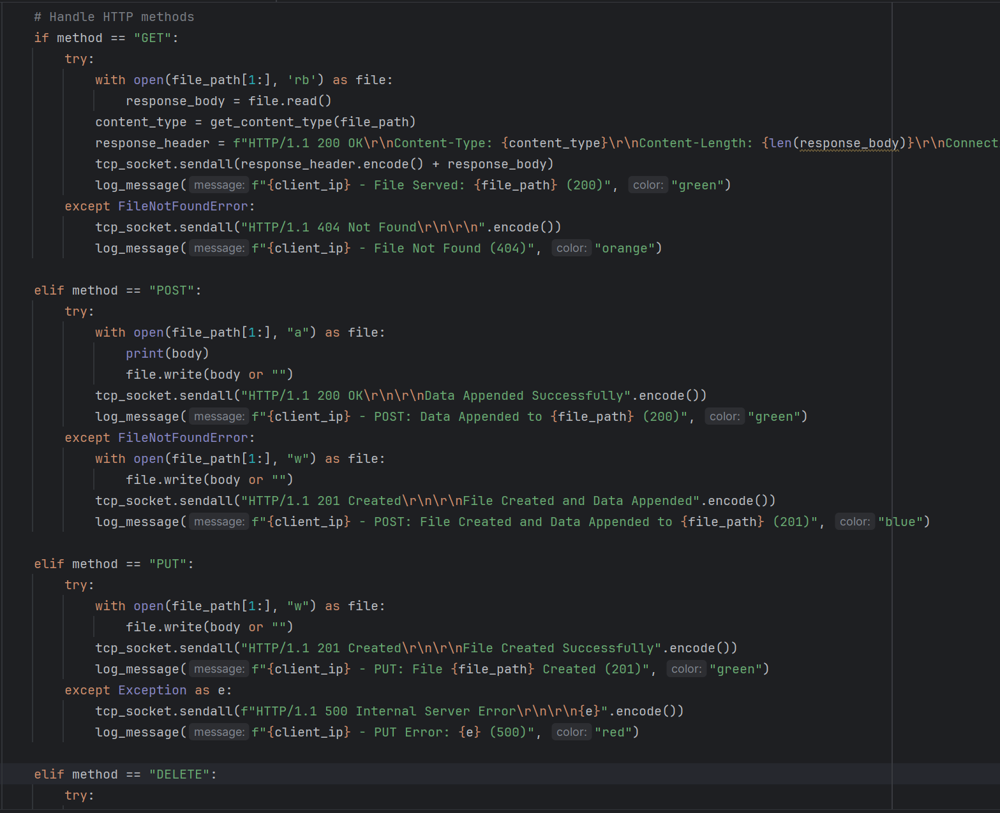 # Handle HTTP methods
if method == "GET":
    try:
        with open(file_path[1:], 'rb') as file:
            response_body = file.read()
        content_type = get_content_type(file_path)
        response_header = f"HTTP/1.1 200 OK\r\nContent-Type: {content_type}\r\nContent-Length: {len(response_body)}\r\nConnect
        tcp_socket.sendall(response_header.encode() + response_body)
        log_message( message: f"{client_ip} - File Served: {file_path} (200)", color: "green")
    except FileNotFoundError:
        tcp_socket.sendall("HTTP/1.1 404 Not Found\r\n\r\n".encode())
        log_message( message: f"{client_ip} - File Not Found (404)", color: "orange")

elif method == "POST":
    try:
        with open(file_path[1:], "a") as file:
            print(body)
            file.write(body or "")
        tcp_socket.sendall("HTTP/1.1 200 OK\r\n\r\nData Appended Successfully".encode())
        log_message( message: f"{client_ip} - POST: Data Appended to {file_path} (200)", color: "green")
    except FileNotFoundError:
        with open(file_path[1:], "w") as file:
            file.write(body or "")
        tcp_socket.sendall("HTTP/1.1 201 Created\r\n\r\nFile Created and Data Appended".encode())
        log_message( message: f"{client_ip} - POST: File Created and Data Appended to {file_path} (201)", color: "blue")

elif method == "PUT":
    try:
        with open(file_path[1:], "w") as file:
            file.write(body or "")
        tcp_socket.sendall("HTTP/1.1 201 Created\r\n\r\nFile Created Successfully".encode())
        log_message( message: f"{client_ip} - PUT: File {file_path} Created (201)", color: "green")
    except Exception as e:
        tcp_socket.sendall(f"HTTP/1.1 500 Internal Server Error\r\n\r\n{e}".encode())
        log_message( message: f"{client_ip} - PUT Error: {e} (500)", color: "red")

elif method == "DELETE":
    try: